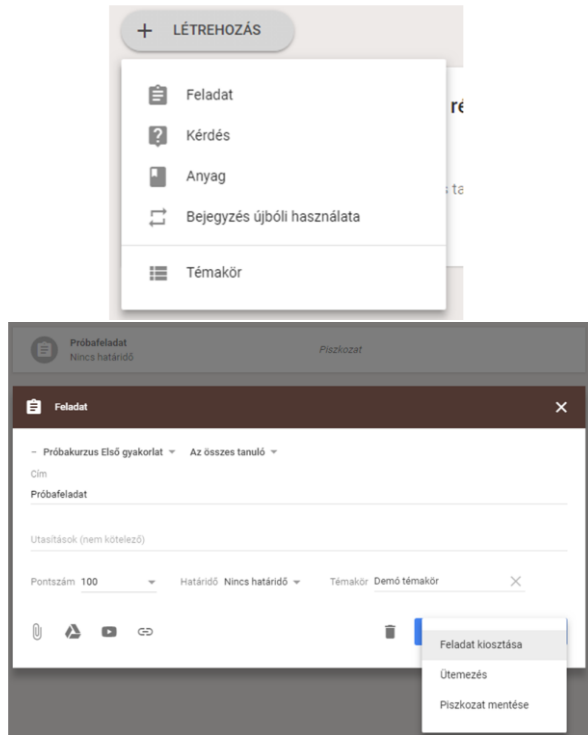 + LÉTREHOZÁS
Feladat
Kérdés
Anyag
Bejegyzés újbóli használata
Témakör
Próbafeladat
Nincs határidő
Piszkozat
Feladat
– Próbakurzus Első gyakorlat Az összes tanuló
Cím
Próbafeladat
Utasítások (nem kötelező)
Pontszám 100 Határidő Nincs határidő Témakör Demó témakör
Feladat kiosztása
Ütemezés
Piszkozat mentése